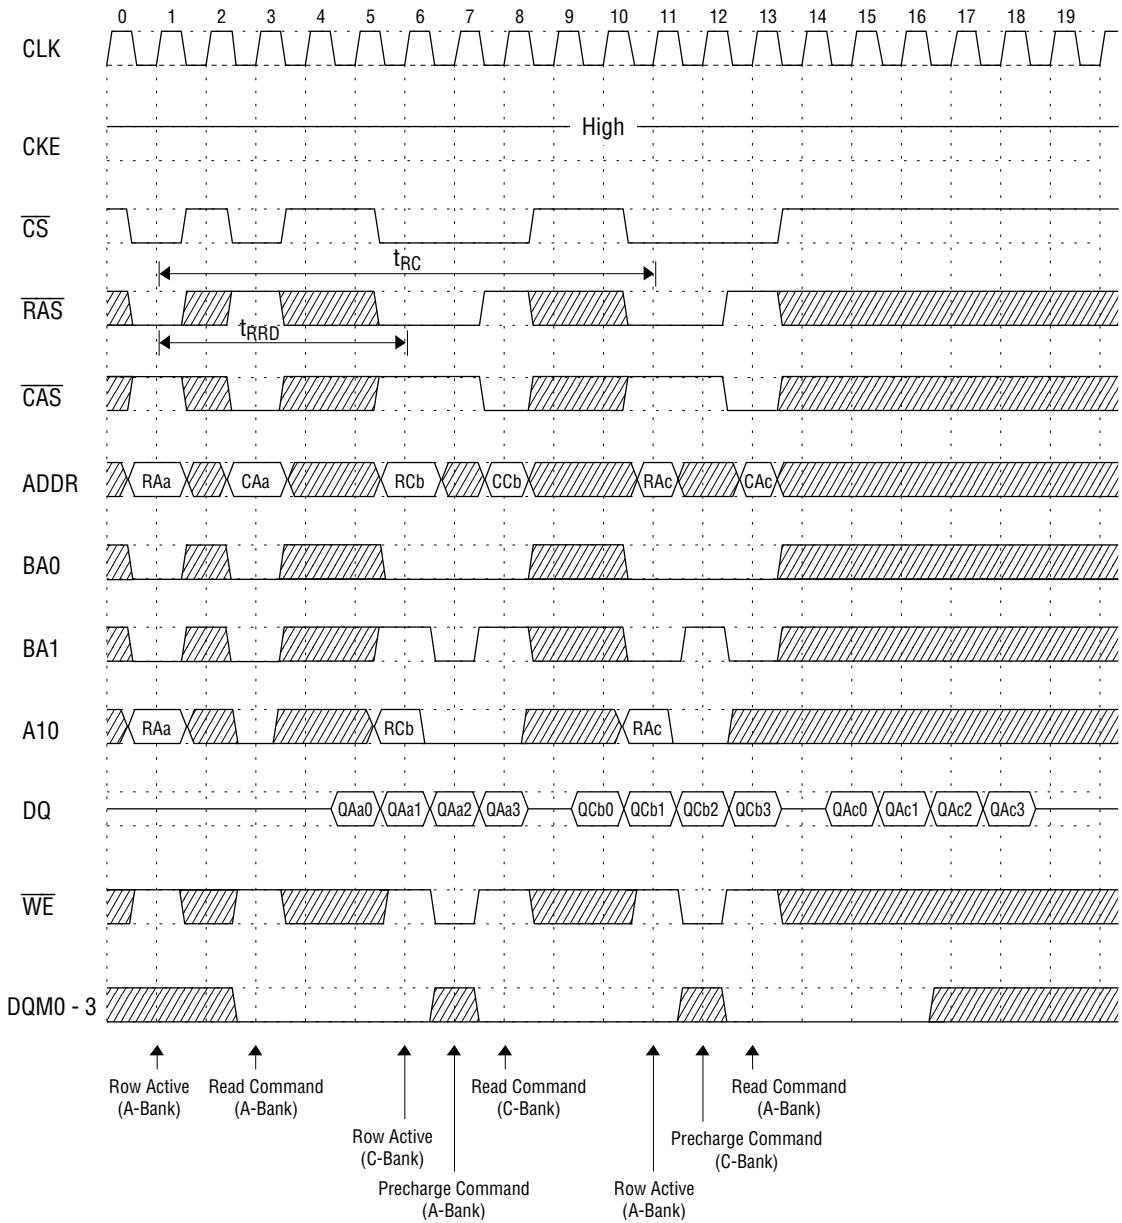 0 1 2 3 4 5 6 7 8 9 10 11 12 13 0 15 16 17 18 19
CLK
High
CKE
CS
tRC
RAS
tRRD
CAS
ADDR RAa CAa RCb CCb RAc CAc
BA0
BA1
A10 RAa RCb RAc
DQ QAa0 QAa1 QAa2 QAa3 QCb0 QCb1 QCb2 QCb3 QAc0 QAc1 QAc2 QAc3
WE
DQM0 - 3
Row Active Read Command Read Command Read Command
(A-Bank) (A-Bank) (C-Bank) (A-Bank)
Row Active Precharge Command
(C-Bank) (C-Bank)
Precharge Command Row Active
(A-Bank) (A-Bank)